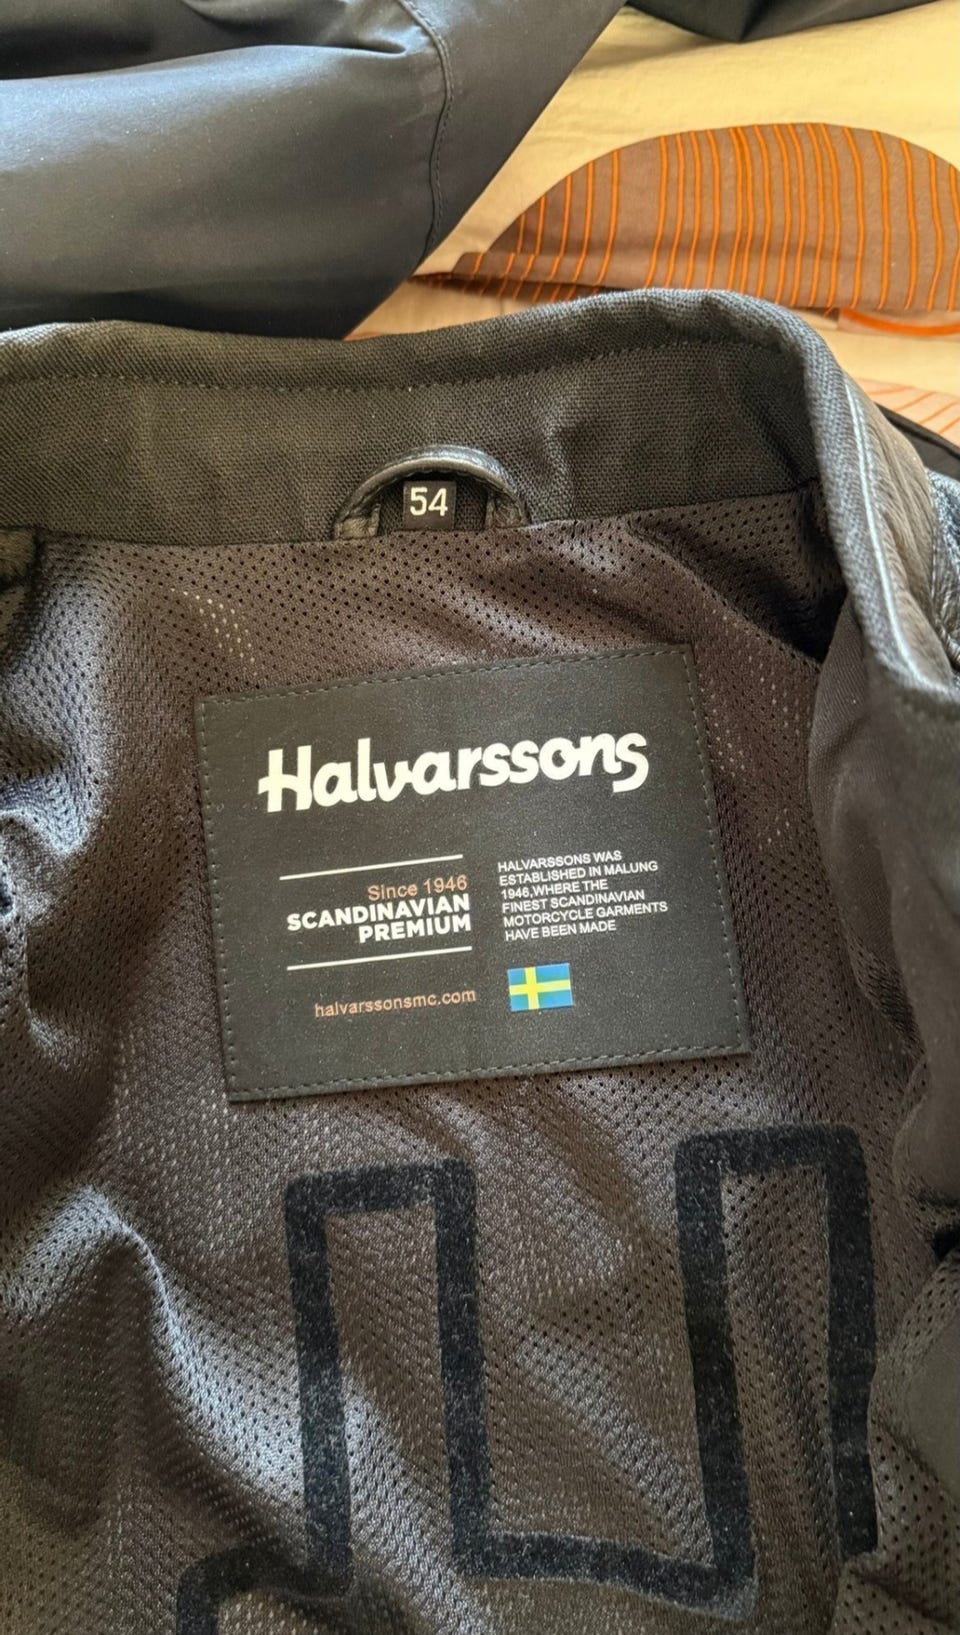 54
Halvarssons
Since 1946
SCANDINAVIAN
PREMIUM
halvarssonsmc.com
HALVARSSONS WAS
ESTABLISHED IN MALUNG
1946,WHERE THE
FINEST SCANDINAVIAN
MOTORCYCLE GARMENTS
HAVE BEEN MADE